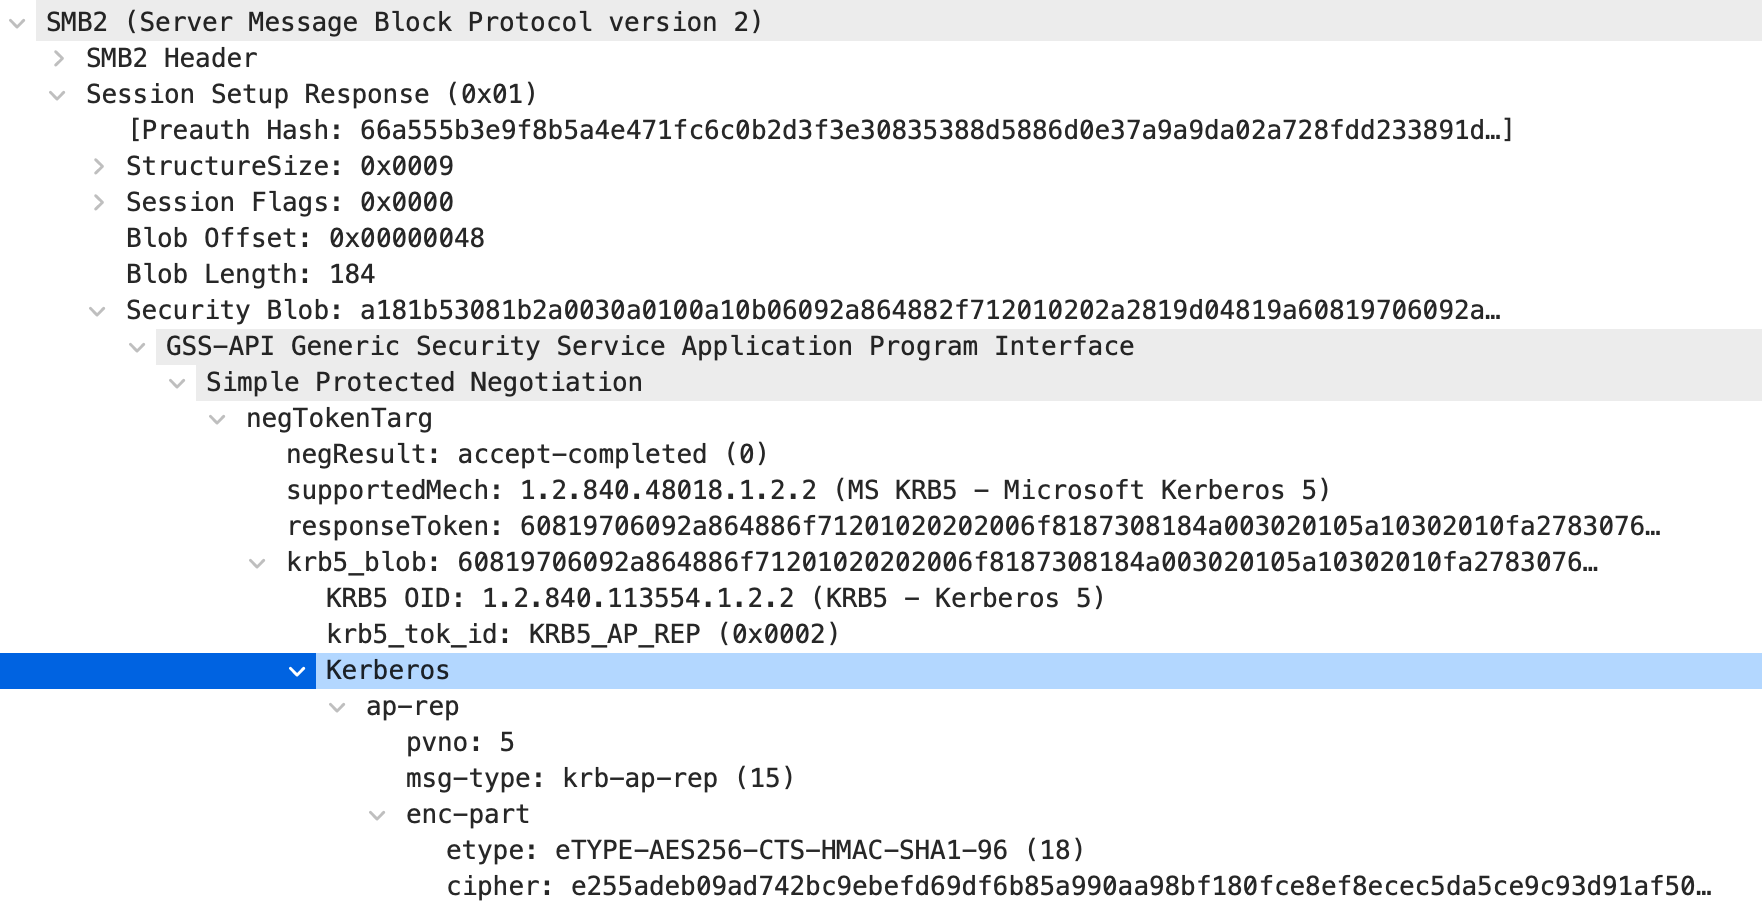 SMB2 (Server Message Block Protocol version 2)
SMB2 Header
Session Setup Response (0x01)
[Preauth Hash: 66a555b3e9f8b5a4e471fc6c0b2d3f3e30835388d5886d0e37a9a9da02a728fdd233891d…]
StructureSize: 0x0009
Session Flags: 0x0000
Blob Offset: 0x00000048
Blob Length: 184
Security Blob: a181b53081b2a0030a0100a10b06092a864882f712010202a2819d04819a60819706092a…
GSS-API Generic Security Service Application Program Interface
Simple Protected Negotiation
negTokenTarg
negResult: accept-completed (0)
supportedMech: 1.2.840.48018.1.2.2 (MS KRB5 - Microsoft Kerberos 5)
responseToken: 60819706092a864886f71201020202006f8187308184a003020105a10302010fa2783076…
krb5_blob: 60819706092a864886f71201020202006f8187308184a003020105a10302010fa2783076…
KRB5 OID: 1.2.840.113554.1.2.2 (KRB5 - Kerberos 5)
krb5_tok_id: KRB5_AP_REP (0x0002)
Kerberos
ap-rep
pvno: 5
msg-type: krb-ap-rep (15)
enc-part
etype: eTYPE-AES256-CTS-HMAC-SHA1-96 (18)
cipher: e255adeb09ad742bc9ebefd69df6b85a990aa98bf180fce8ef8ecec5da5ce9c93d91af50…